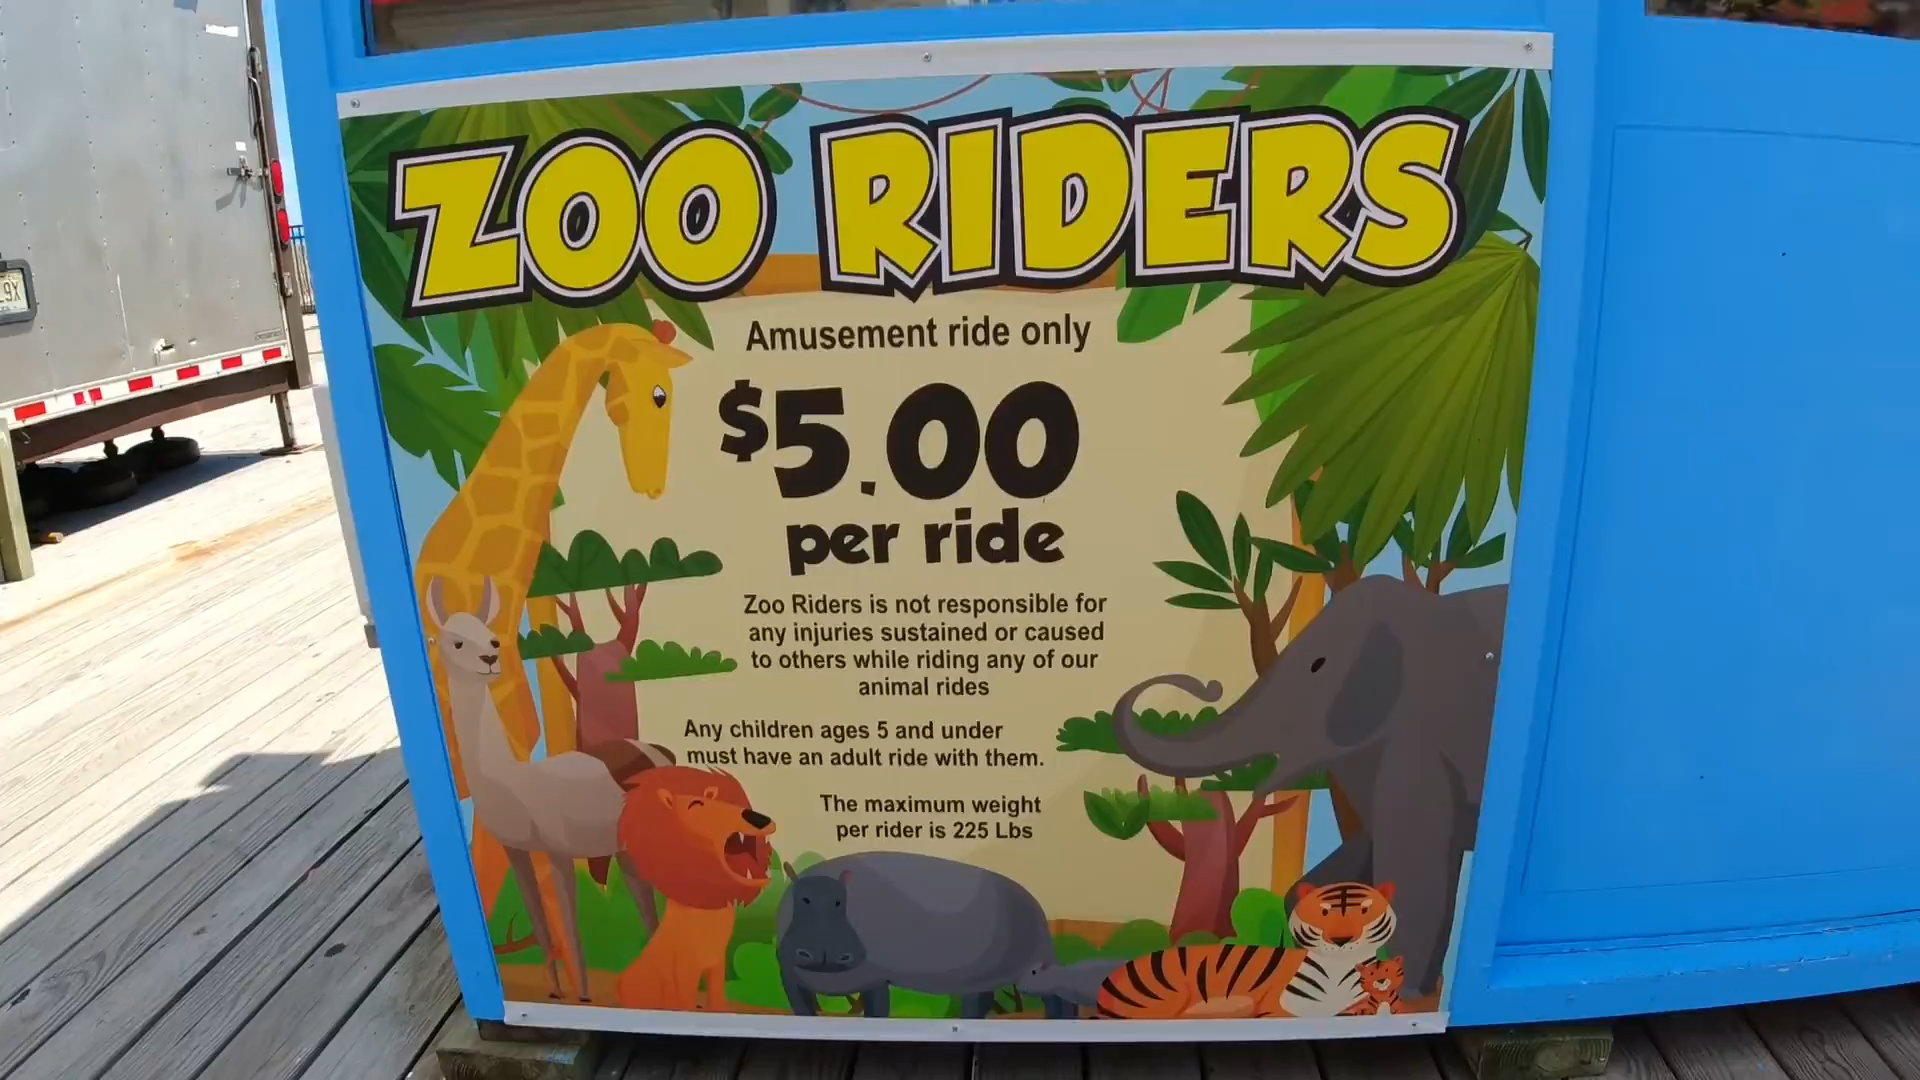 ZOO RIDERS
Amusement ride only
$5.00
per ride
Zoo Riders is not responsible for
any injuries sustained or caused
to others while riding any of our
animal rides
Any children ages 5 and under
must have an adult ride with them.
The maximum weight
per rider is 225 Lbs
9X